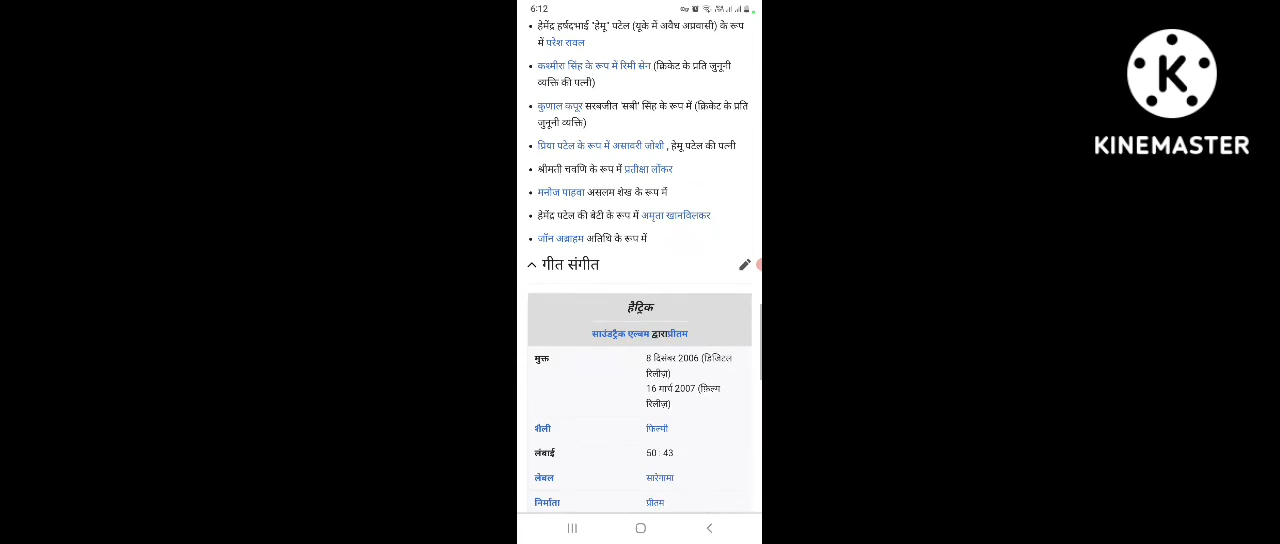 6:12
हेमेंद्र हर्षदभाई "हेमू" पटेल (यूके में अवैध अप्रवासी) के रूप
में परेश रावल
कश्मीरा सिंह के रूप में रिमी सेन (क्रिकेट के प्रति जुनूनी
व्यक्ति की पत्नी)
कुणाल कपूर सरबजीत 'सबी' सिंह के रूप में (क्रिकेट के प्रति
जुनूनी व्यक्ति)
प्रिया पटेल के रूप में असावरी जोशी , हेमू पटेल की पत्नी
श्रीमती चवणि के रूप में प्रतीक्षा लोंकर
मनोज पाहवा असलम शेख के रूप में
हेमेंद्र पटेल की बेटी के रूप में अमृता खानविलकर
जॉन अब्राहम अतिथि के रूप में
गीत संगीत
हैट्रिक
साउंडट्रैक एल्बम द्वाराप्रीतम
मुक्त 8 दिसंबर 2006 (डिजिटल
रिलीज़)
16 मार्च 2007 (फ़िल्म
रिलीज़)
शैली फिल्मी
लंबाई 50 : 43
लेबल सारेगामा
निर्माता प्रीतम
K
KINEMASTER